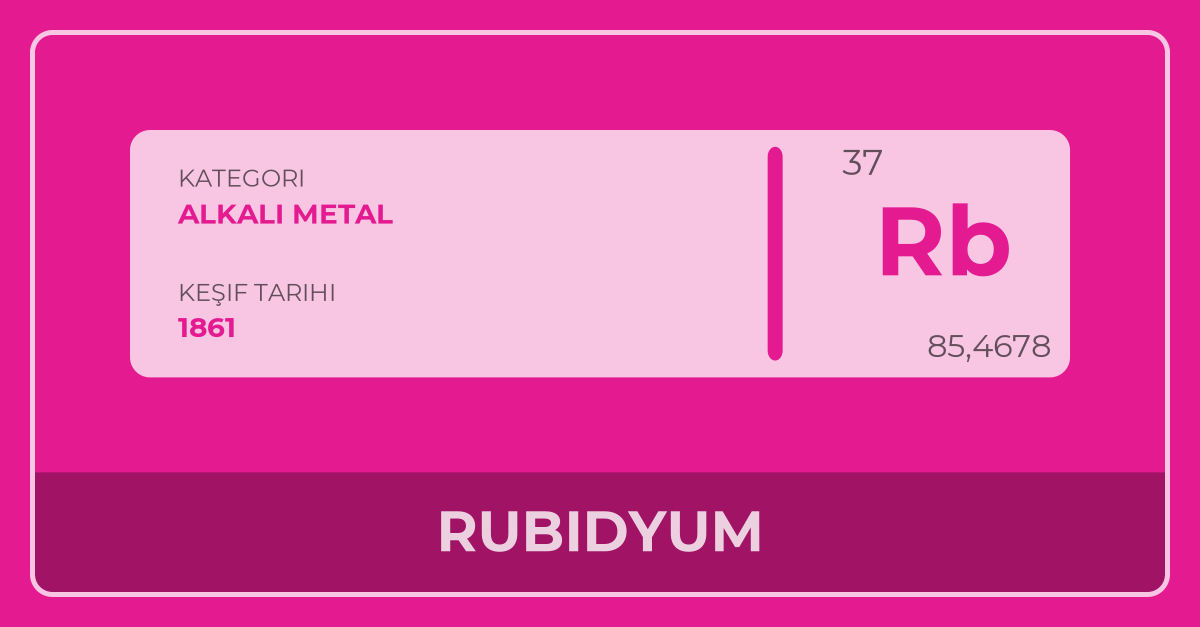 KATEGORI
ALKALI METAL
KEŞIF TARIHI
1861
37
Rb
85,4678
RUBIDYUM